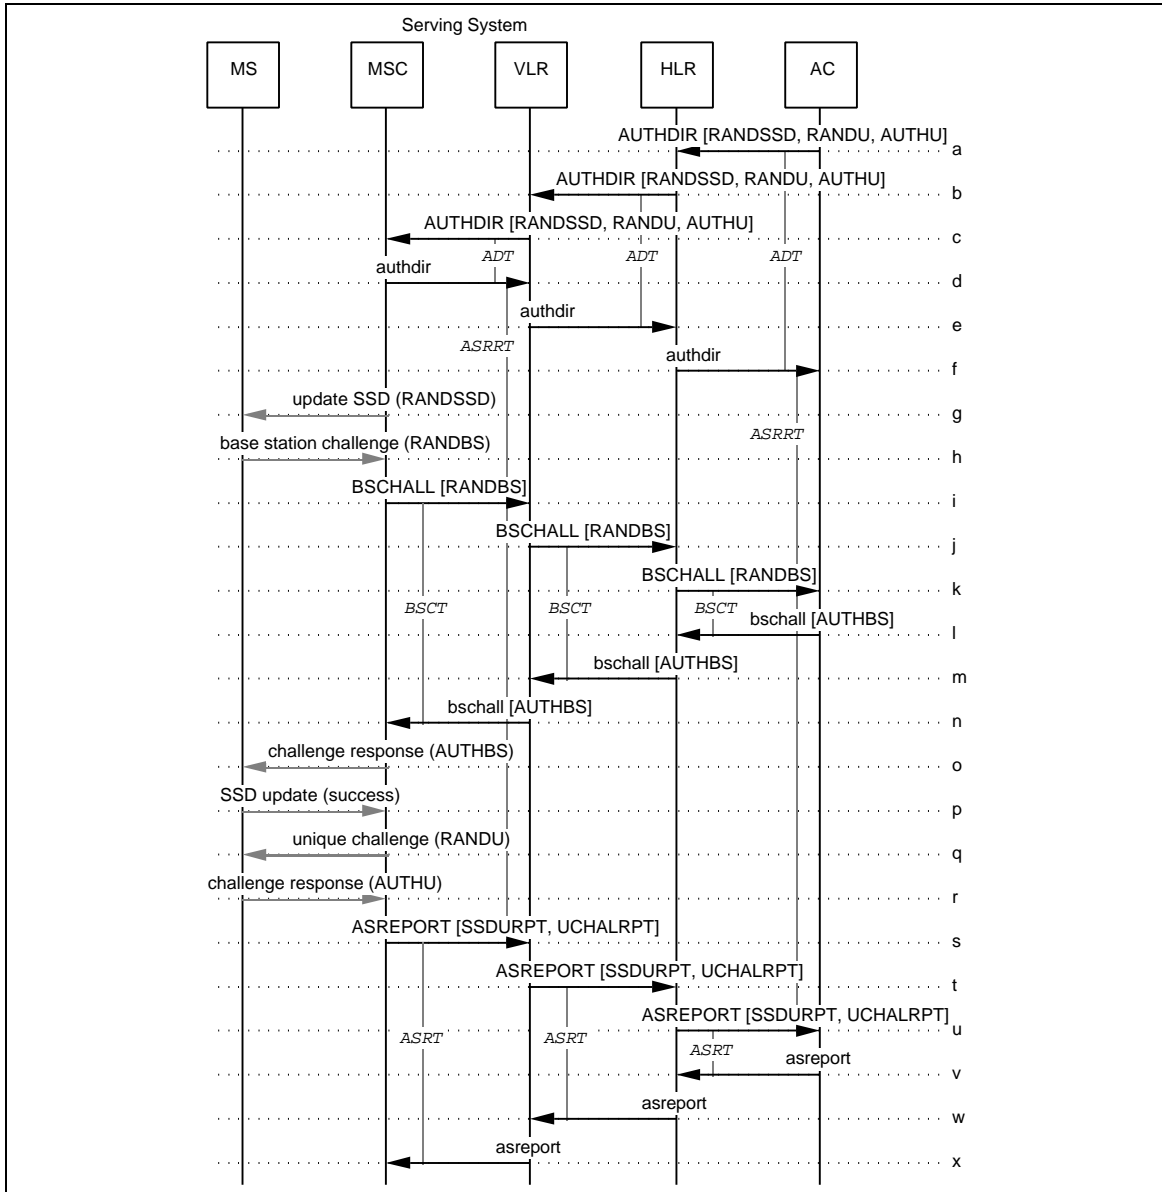 Serving System
MS MSC VLR HLR AC
AUTHDIR [RANDSSD, RANDU, AUTHU]
a
AUTHDIR [RANDSSD, RANDU, AUTHU]
b
AUTHDIR [RANDSSD, RANDU, AUTHU]
c
ADT ADT ADT
authdir
d
authdir
e
ASRRT
authdir
f
update SSD (RANDSSD)
g
ASRRT
base station challenge (RANDBS)
h
BSCHALL [RANDBS]
i
BSCHALL [RANDBS]
j
BSCHALL [RANDBS]
k
BSCT BSCT BSCT
bschall [AUTHBS]
l
bschall [AUTHBS]
m
bschall [AUTHBS]
n
challenge response (AUTHBS)
o
SSD update (success)
p
unique challenge (RANDU)
q
challenge response (AUTHU)
r
ASREPORT [SSDURPT, UCHALRPT]
s
ASREPORT [SSDURPT, UCHALRPT]
t
ASREPORT [SSDURPT, UCHALRPT]
u
ASRT ASRT ASRT
asreport
v
asreport
w
asreport
x